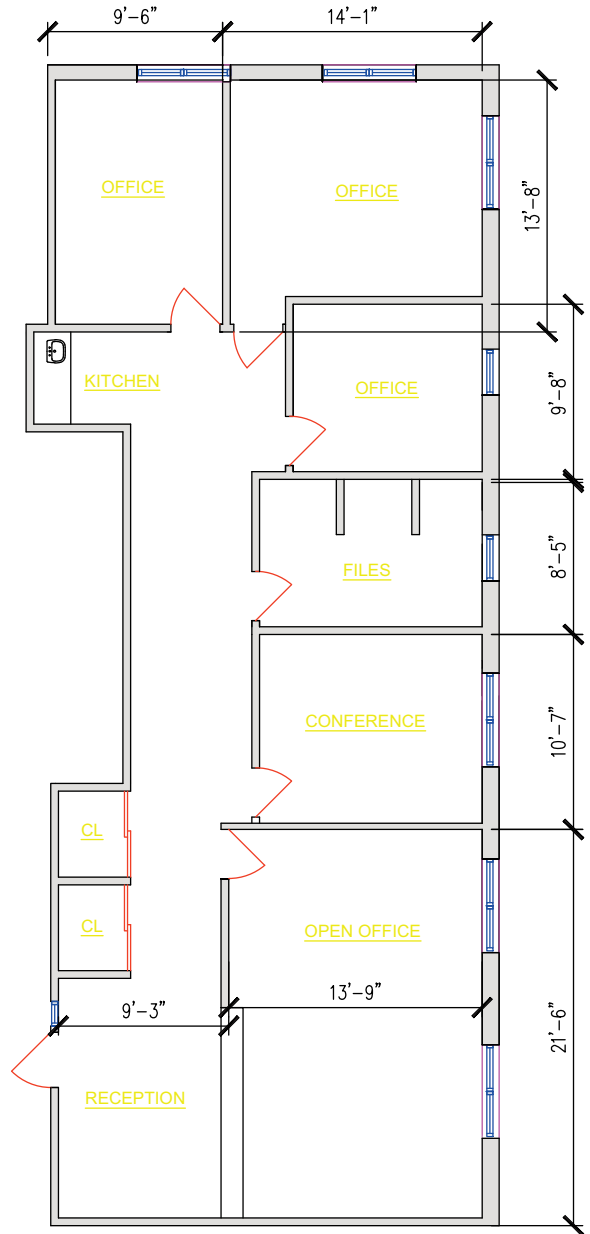 9'-6" 14'-1"
OFFICE
OFFICE
13'-8"
KITCHEN
OFFICE
9'-8"
FILES
8'-5"
CONFERENCE
10'-7"
CL
CL
OPEN OFFICE
13'-9"
9'-3"
21'-6"
RECEPTION